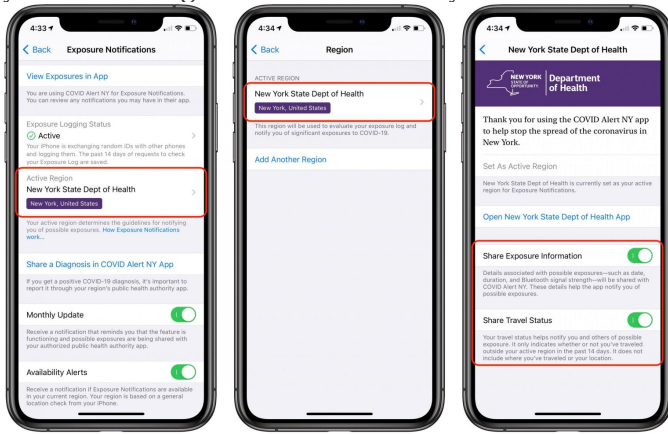 4:33
Back
Exposure Notifications
View Exposures in App
You are using COVID Alert NY for Exposure Notifications.
You can review any notifications you may have in their app.
Exposure Logging Status
Active
Your iPhone is exchanging random IDs with other phones
and logging them. The past 14 days of requests to check
your Exposure Log are saved.
Active Region
New York State Dept of Health
New York, United States
Your active region determines the guidelines for notifying
you of possible exposures. How Exposure Notifications
work...
Share a Diagnosis in COVID Alert NY App
If you get a positive COVID-19 diagnosis, it's important to
report it through your region's public health authority app.
Monthly Update
Receive a notification that reminds you that the feature is
functioning and possible exposures are being shared with
your authorized public health authority app.
Availability Alerts
Receive a notification if Exposure Notifications are available
in your current region. Your region is based on a general
location check from your iPhone.
4:34
Back
Region
ACTIVE REGION
New York State Dept of Health
New York, United States
This region will be used to evaluate your exposure log and
notify you of significant exposures to COVID-19.
Add Another Region
4:34
New York State Dept of Health
NEW YORK
STATE OF
OPPORTUNITY
Department
of Health
Thank you for using the COVID Alert NY app
to help stop the spread of the coronavirus in
New York.
Set As Active Region
New York State Dept of Health is currently set as your active
region for Exposure Notifications.
Open New York State Dept of Health App
Share Exposure Information
Details associated with possible exposures—such as date,
duration, and Bluetooth signal strength—will be shared with
COVID Alert NY. These details help the app notify you of
possible exposures.
Share Travel Status
Your travel status helps notify you and others of possible
exposure. It only indicates whether or not you've traveled
outside your active region in the past 14 days. It does not
include where you've traveled or your location.